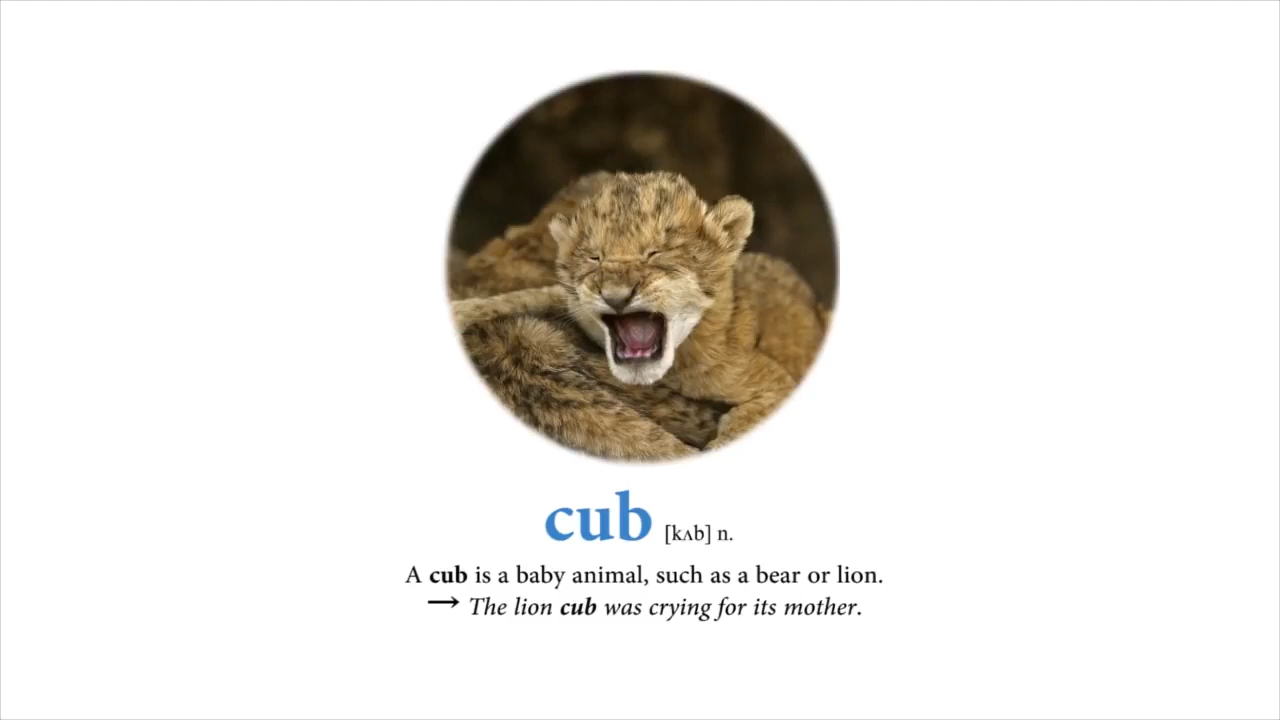 cub [kʌb] n.
A cub is a baby animal, such as a bear or lion.
→ The lion cub was crying for its mother.